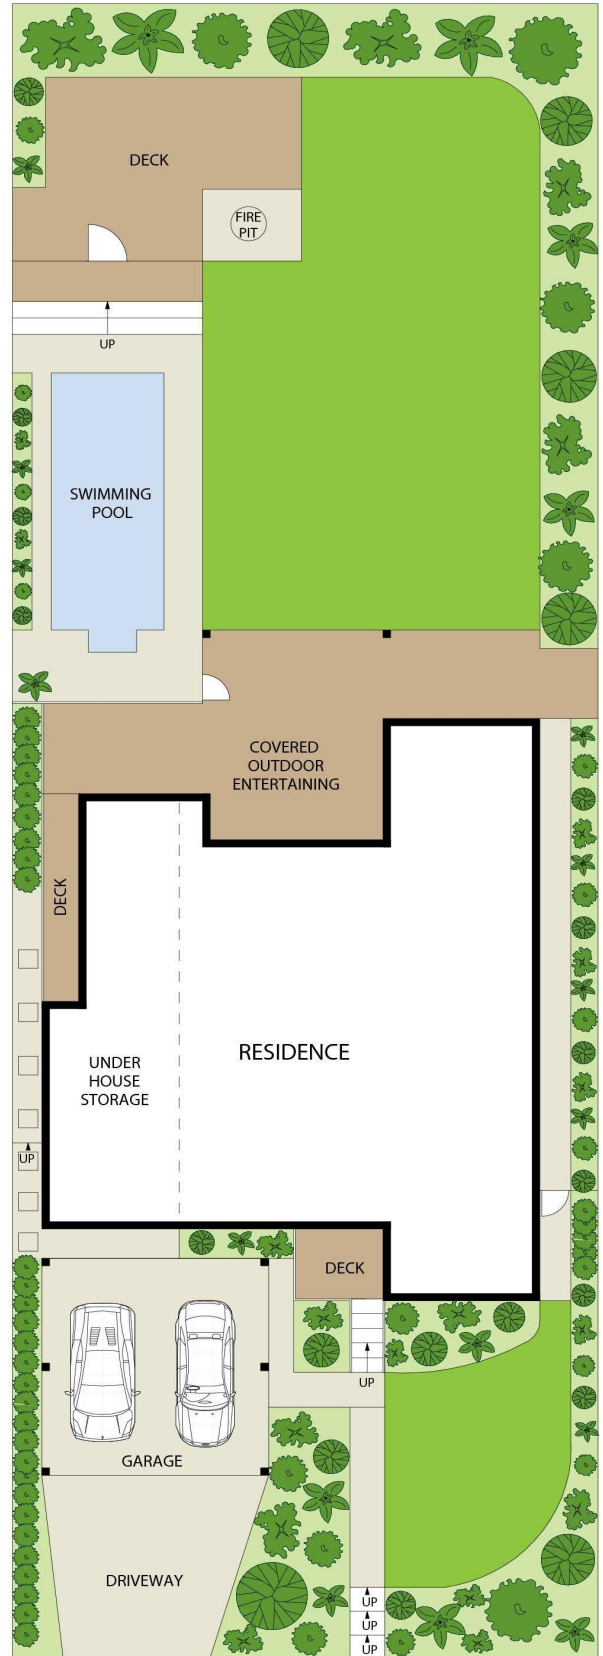 DECK
FIRE
PIT
UP
SWIMMING
POOL
COVERED
OUTDOOR
ENTERTAINING
DECK
RESIDENCE
UNDER
HOUSE
STORAGE
UP
DECK
UP
GARAGE
DRIVEWAY
UP
UP
UP